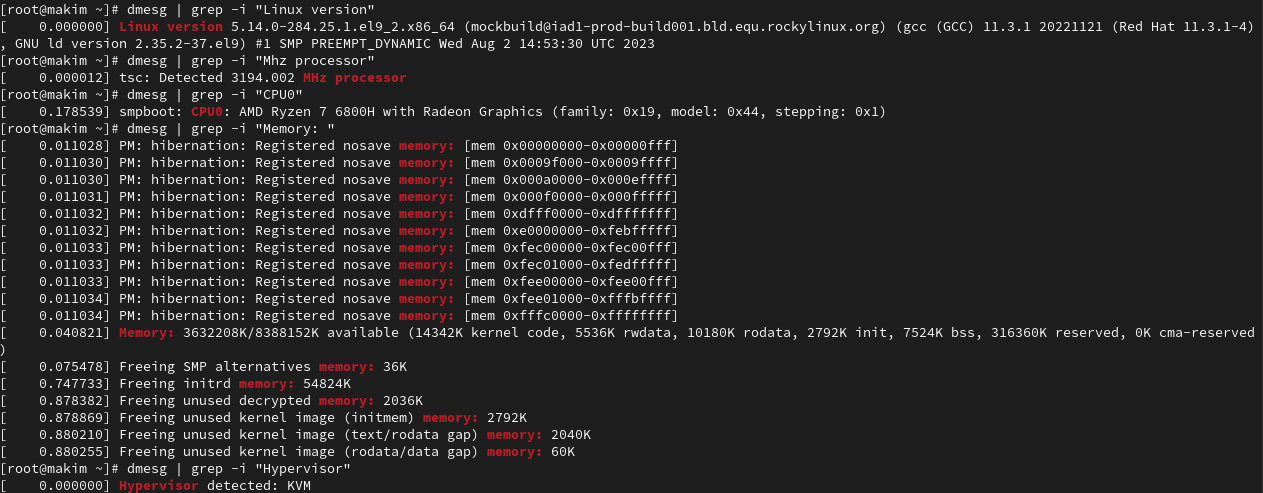 [root@makim ~]# dmesg | grep -i "Linux version"
[    0.000000] Linux version 5.14.0-284.25.1.el9_2.x86_64 (mockbuild@iad1-prod-build001.bld.equ.rockylinux.org) (gcc (GCC) 11.3.1 20221121 (Red Hat 11.3.1-4)
, GNU ld version 2.35.2-37.el9) #1 SMP PREEMPT_DYNAMIC Wed Aug 2 14:53:30 UTC 2023
[root@makim ~]# dmesg | grep -i "Mhz processor"
[    0.000012] tsc: Detected 3194.002 MHz processor
[root@makim ~]# dmesg | grep -i "CPU0"
[    0.178539] smpboot: CPU0: AMD Ryzen 7 6800H with Radeon Graphics (family: 0x19, model: 0x44, stepping: 0x1)
[root@makim ~]# dmesg | grep -i "Memory: "
[    0.011028] PM: hibernation: Registered nosave memory: [mem 0x00000000-0x00000fff]
[    0.011030] PM: hibernation: Registered nosave memory: [mem 0x0009f000-0x0009ffff]
[    0.011030] PM: hibernation: Registered nosave memory: [mem 0x000a0000-0x000effff]
[    0.011031] PM: hibernation: Registered nosave memory: [mem 0x000f0000-0x000fffff]
[    0.011032] PM: hibernation: Registered nosave memory: [mem 0xdfff0000-0xdfffffff]
[    0.011032] PM: hibernation: Registered nosave memory: [mem 0xe0000000-0xfebfffff]
[    0.011033] PM: hibernation: Registered nosave memory: [mem 0xfec00000-0xfec00fff]
[    0.011033] PM: hibernation: Registered nosave memory: [mem 0xfec01000-0xfedfffff]
[    0.011033] PM: hibernation: Registered nosave memory: [mem 0xfee00000-0xfee00fff]
[    0.011034] PM: hibernation: Registered nosave memory: [mem 0xfee01000-0xfffbffff]
[    0.011034] PM: hibernation: Registered nosave memory: [mem 0xfffc0000-0xffffffff]
[    0.040821] Memory: 3632208K/8388152K available (14342K kernel code, 5536K rwdata, 10180K rodata, 2792K init, 7524K bss, 316360K reserved, 0K cma-reserved
)
[    0.075478] Freeing SMP alternatives memory: 36K
[    0.747733] Freeing initrd memory: 54824K
[    0.878382] Freeing unused decrypted memory: 2036K
[    0.878869] Freeing unused kernel image (initmem) memory: 2792K
[    0.880210] Freeing unused kernel image (text/rodata gap) memory: 2040K
[    0.880255] Freeing unused kernel image (rodata/data gap) memory: 60K
[root@makim ~]# dmesg | grep -i "Hypervisor"
[    0.000000] Hypervisor detected: KVM